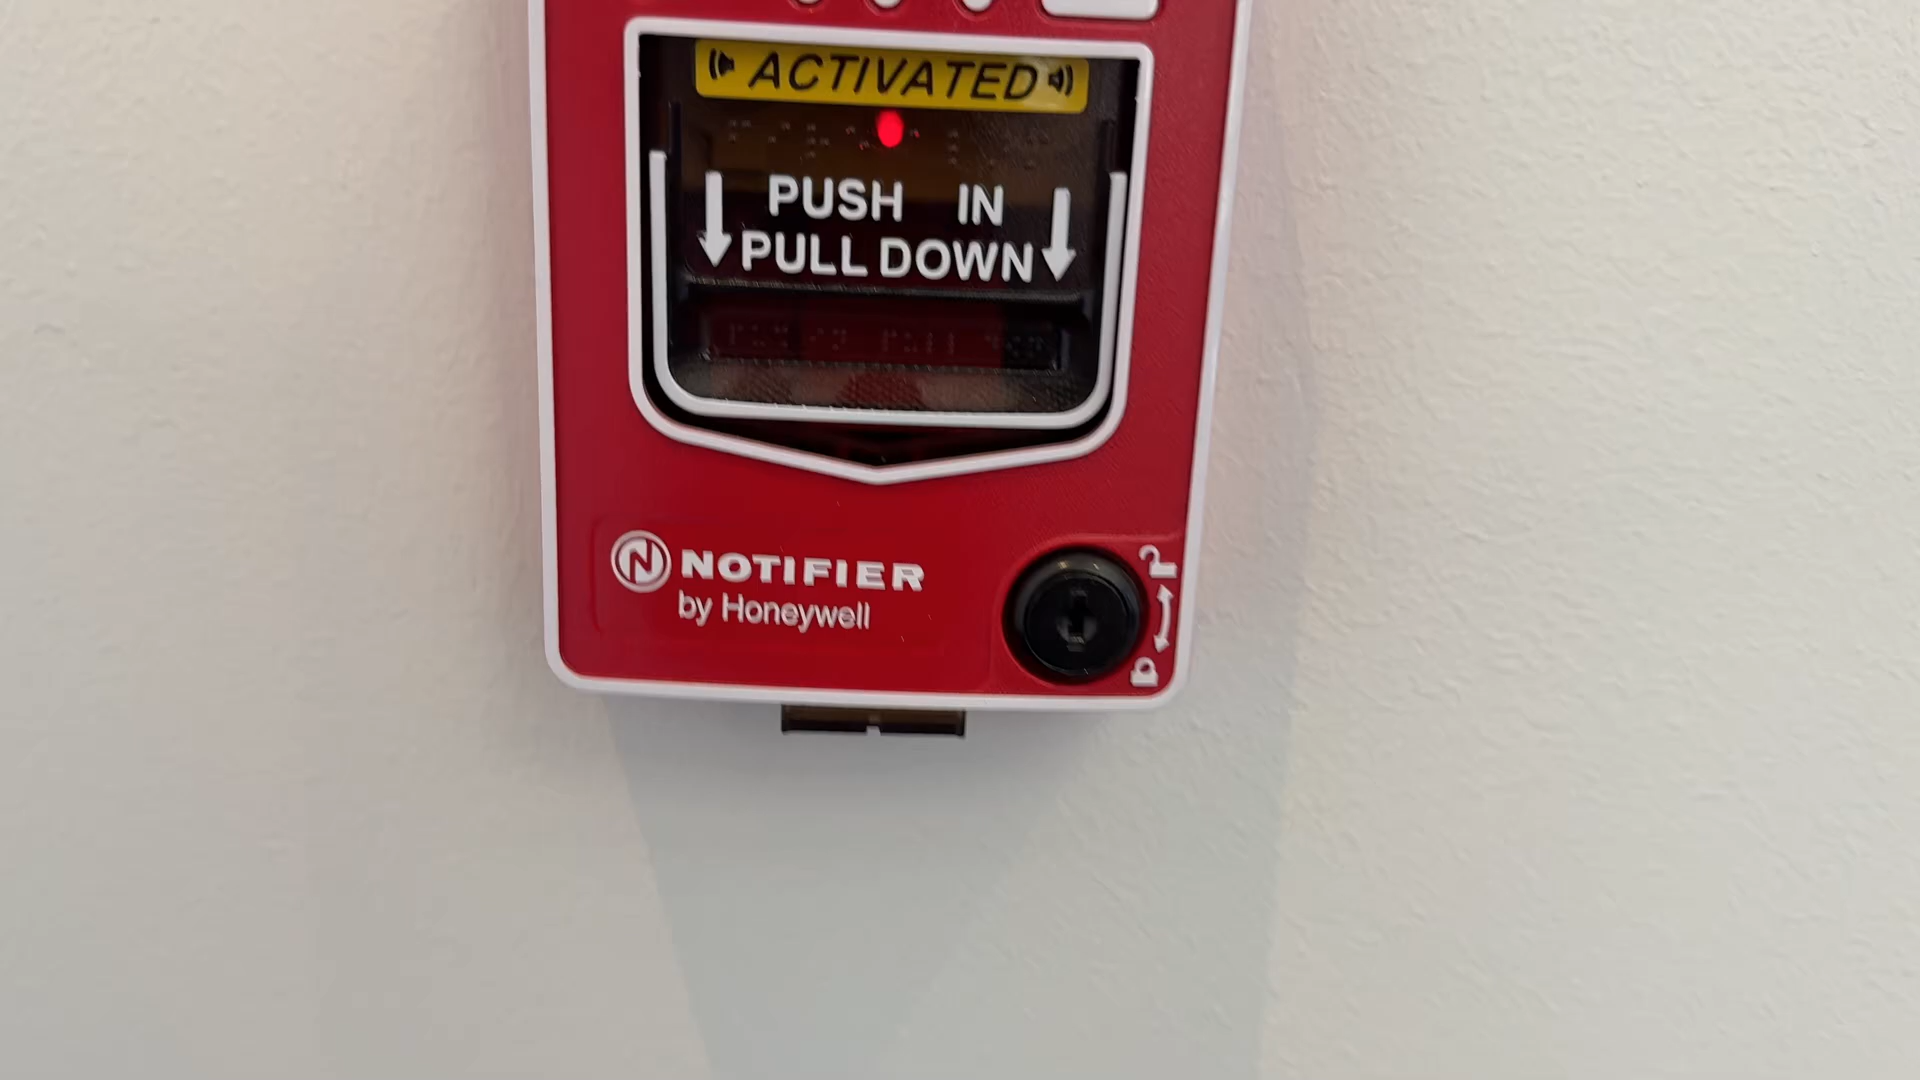 ACTIVATED
PUSH IN
PULL DOWN
N NOTIFIER
by Honeywell